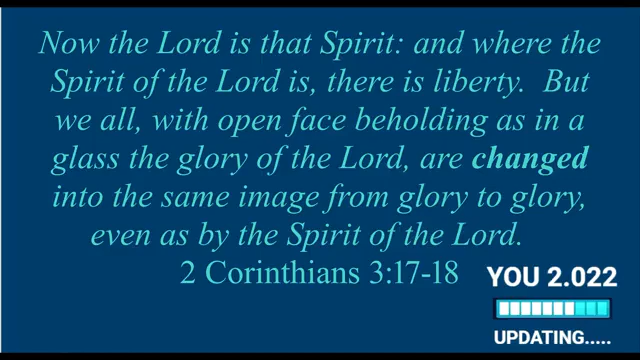 Now the Lord is that Spirit: and where the
Spirit of the Lord is, there is liberty.  But
we all, with open face beholding as in a
glass the glory of the Lord, are changed
into the same image from glory to glory,
even as by the Spirit of the Lord.
2 Corinthians 3:17-18
YOU 2.022
UPDATING.....